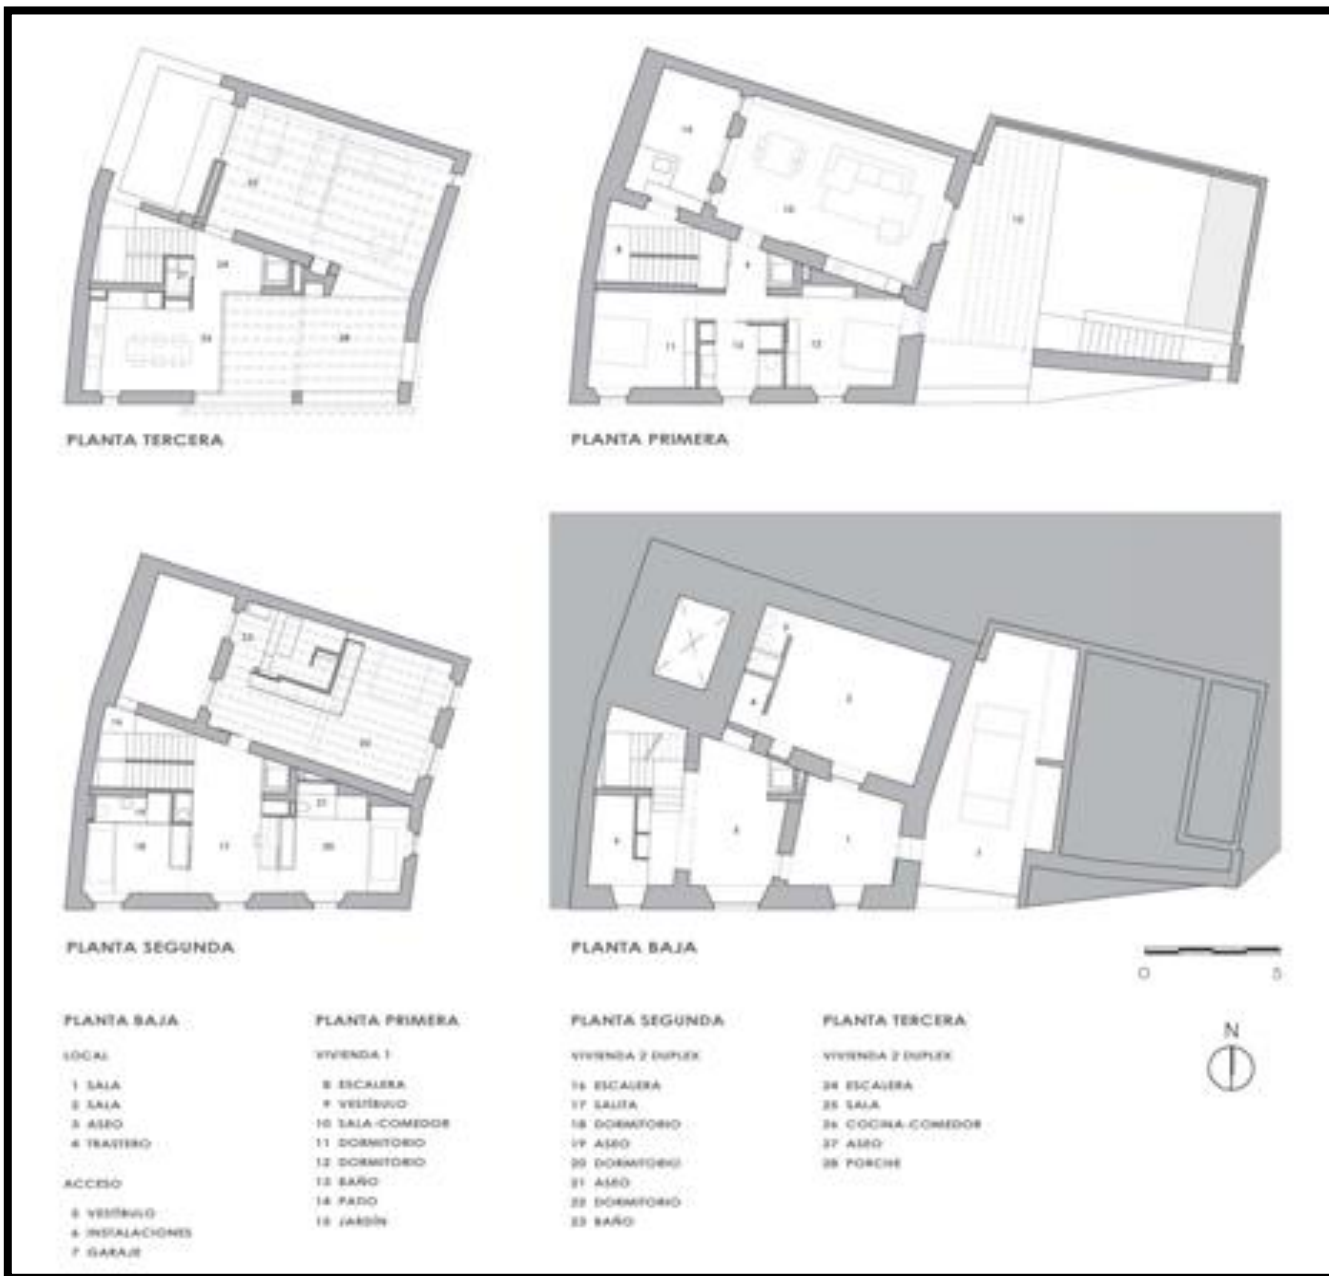 PLANTA TERCERA
PLANTA PRIMERA
PLANTA SEGUNDA
PLANTA BAJA
0 5
N
PLANTA BAJA
LOCAL
1 SALA
2 SALA
3 ASEO
4 TRASTERO
ACCESO
5 VESTÍBULO
6 INSTALACIONES
7 GARAJE
PLANTA PRIMERA
VIVIENDA 1
8 ESCALERA
9 VESTÍBULO
10 SALA-COMEDOR
11 DORMITORIO
12 DORMITORIO
13 BAÑO
14 PATIO
15 JARDÍN
PLANTA SEGUNDA
VIVIENDA 2 DUPLEX
16 ESCALERA
17 SALITA
18 DORMITORIO
19 ASEO
20 DORMITORIO
21 ASEO
22 DORMITORIO
23 BAÑO
PLANTA TERCERA
VIVIENDA 2 DUPLEX
24 ESCALERA
25 SALA
26 COCINA-COMEDOR
27 ASEO
28 PORCHE